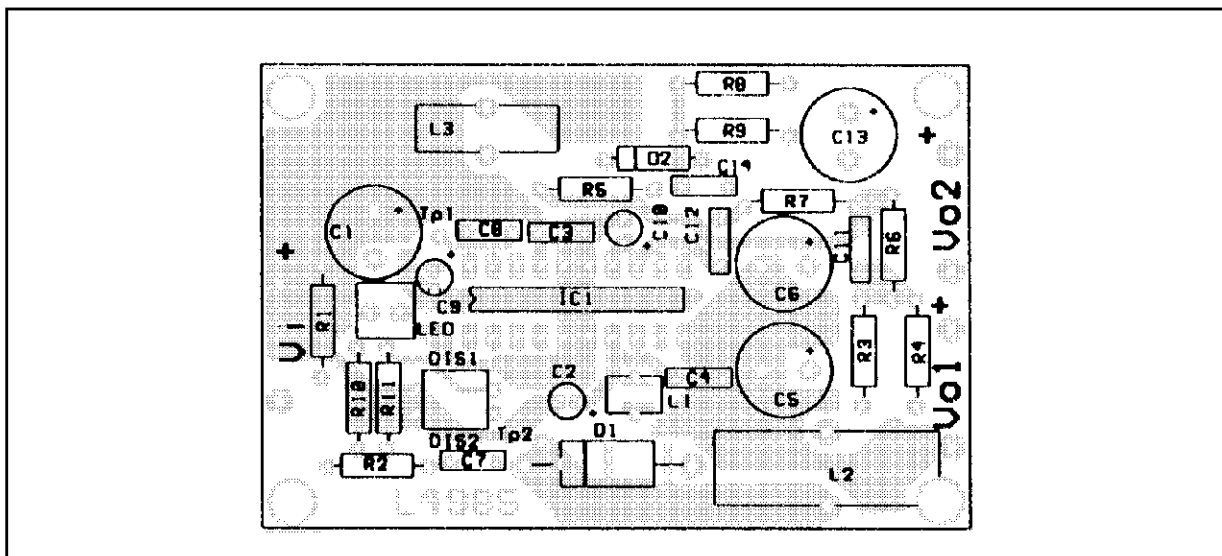 R8
L3
R9
C13
+
D2
C14
R5
R7
Tp1
C10
C12
C1
C8
C3
C11
R6
Vo2
+
C6
IC1
C9
+
R1
LED
Vi
R3
R4
DIS1
C2
C4
L1
C5
Vo1
R10
R11
Tp2
D1
DIS2
R2
C7
L2
L4985